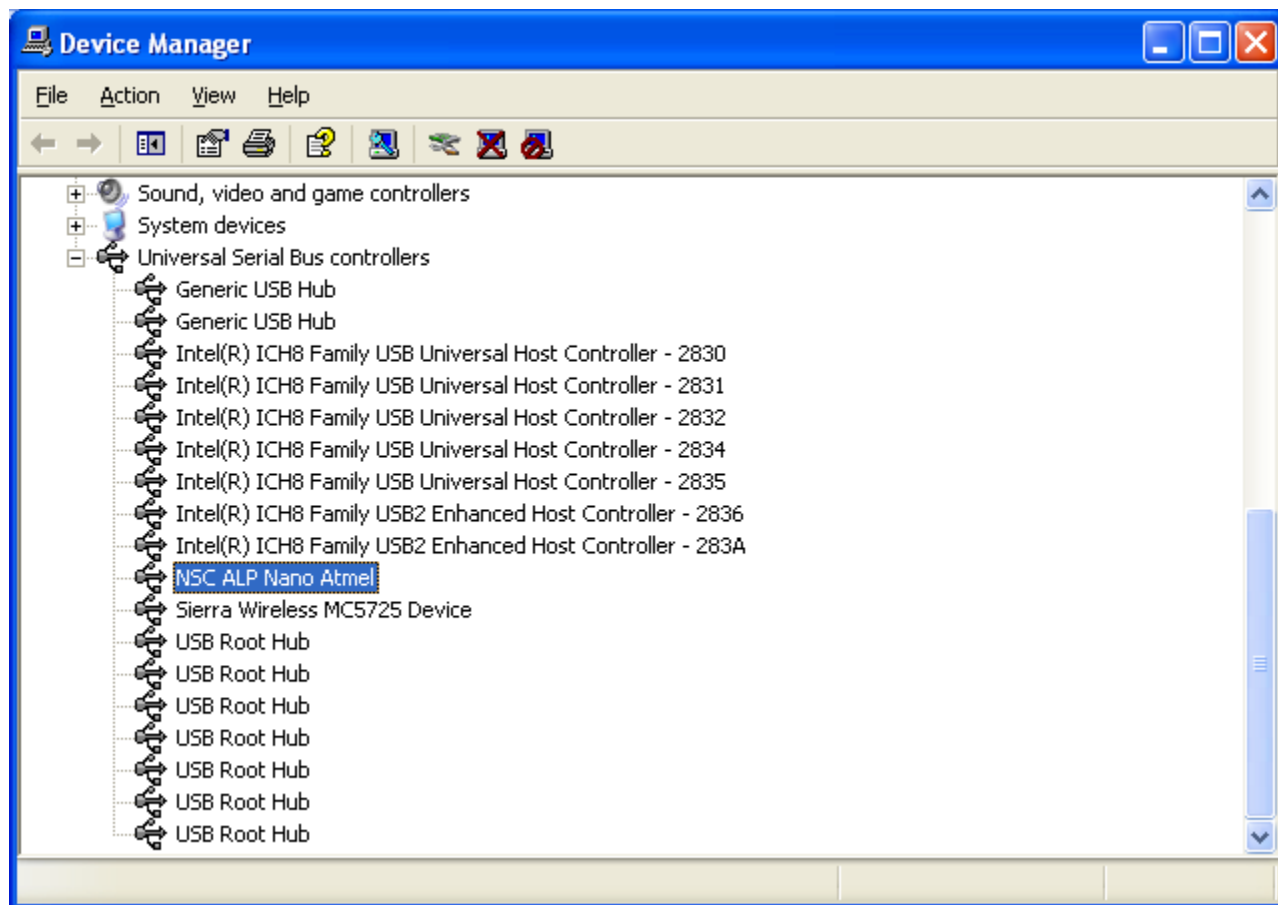 Device Manager
File Action View Help
Sound, video and game controllers
System devices
Universal Serial Bus controllers
Generic USB Hub
Generic USB Hub
Intel(R) ICH8 Family USB Universal Host Controller - 2830
Intel(R) ICH8 Family USB Universal Host Controller - 2831
Intel(R) ICH8 Family USB Universal Host Controller - 2832
Intel(R) ICH8 Family USB Universal Host Controller - 2834
Intel(R) ICH8 Family USB Universal Host Controller - 2835
Intel(R) ICH8 Family USB2 Enhanced Host Controller - 2836
Intel(R) ICH8 Family USB2 Enhanced Host Controller - 283A
NSC ALP Nano Atmel
Sierra Wireless MC5725 Device
USB Root Hub
USB Root Hub
USB Root Hub
USB Root Hub
USB Root Hub
USB Root Hub
USB Root Hub